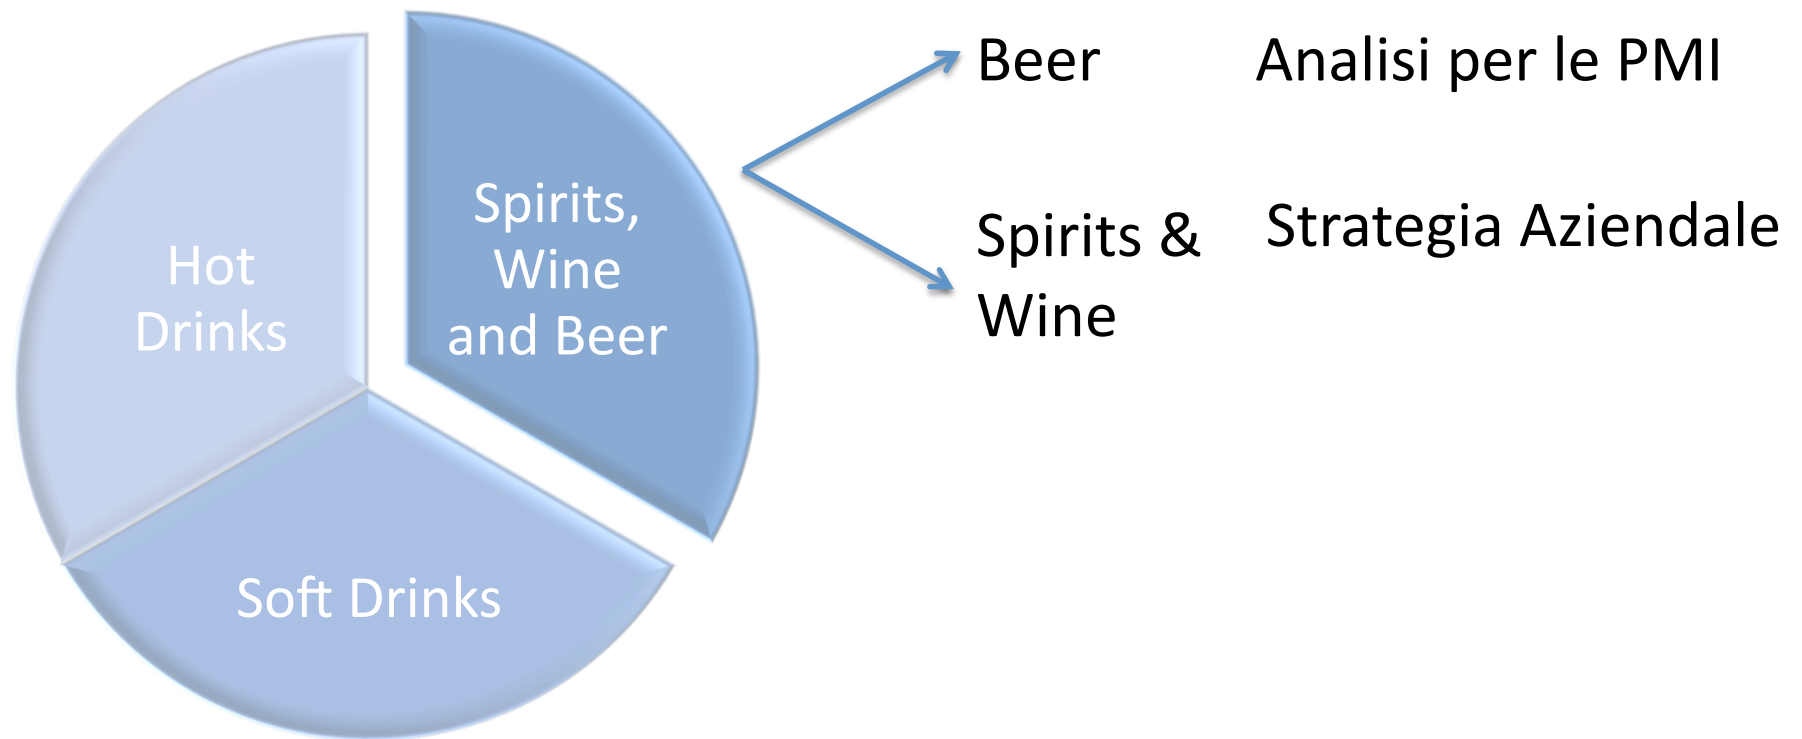 Beer
Analisi per le PMI
Spirits,
Wine
and Beer
Spirits &
Wine
Strategia Aziendale
Hot
Drinks
Soft Drinks